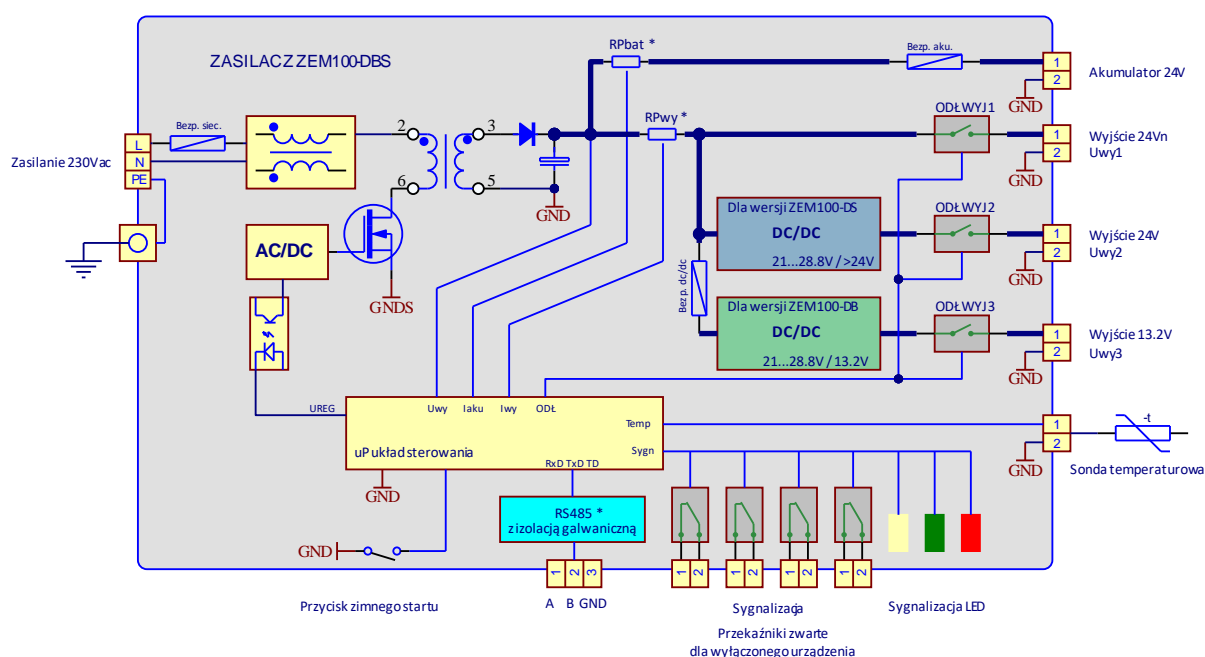 ZASILACZ ZEM100-DBS
RPbat *
Bezp. aku.
1
2
Akumulator 24V
GND
Bezp. siec.
L
N
PE
Zasilanie 230Vac
2
3
6
5
RPwy *
ODŁWYJ1
1
2
Wyjście 24Vn
Uwy1
GND
GND
AC/DC
GNDS
Dla wersji ZEM100-DS
DC/DC
21...28.8V / >24V
ODŁWYJ2
1
2
Wyjście 24V
Uwy2
GND
Bezp. dc/dc
Dla wersji ZEM100-DB
DC/DC
21...28.8V / 13.2V
ODŁWYJ3
1
2
Wyjście 13.2V
Uwy3
GND
UREG
Uwy
Iaku
Iwy
ODŁ
Temp
Sygn
uP układ sterowania
RxD TxD TD
GND
1
2
-t
GND
Sonda temperaturowa
RS485 *
z izolacją galwaniczną
GND
1
2
3
1
2
1
2
1
2
1
2
A B GND
Przycisk zimnego startu
Sygnalizacja
Sygnalizacja LED
Przekaźniki zwarte
dla wyłączonego urządzenia